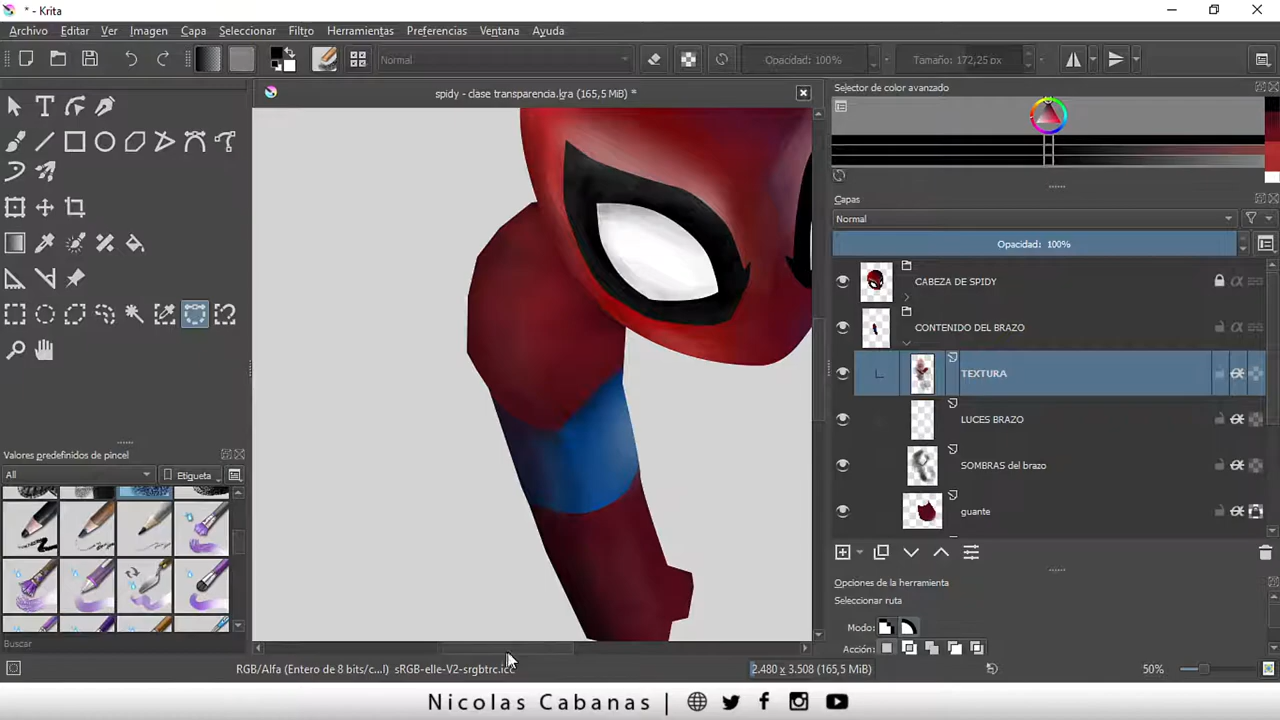 * - Krita
Archivo Editar Ver Imagen Capa Seleccionar Filtro Herramientas Preferencias Ventana Ayuda
Normal Opacidad: 100% Tamaño: 172,25 px
spidy - clase transparencia.kra (165,5 MiB) *
Selector de color avanzado
Capas
Normal
Opacidad: 100%
CABEZA DE SPIDY
CONTENIDO DEL BRAZO
TEXTURA
LUCES BRAZO
SOMBRAS del brazo
guante
Valores predefinidos de pincel
All Etiqueta
Buscar
Opciones de la herramienta
Seleccionar ruta
Modo:
Acción:
RGB/Alfa (Entero de 8 bits/c...l) sRGB-elle-V2-srgbtrc.ic
2.480 x 3.508 (165,5 MiB)
50%
Nicolas Cabanas |